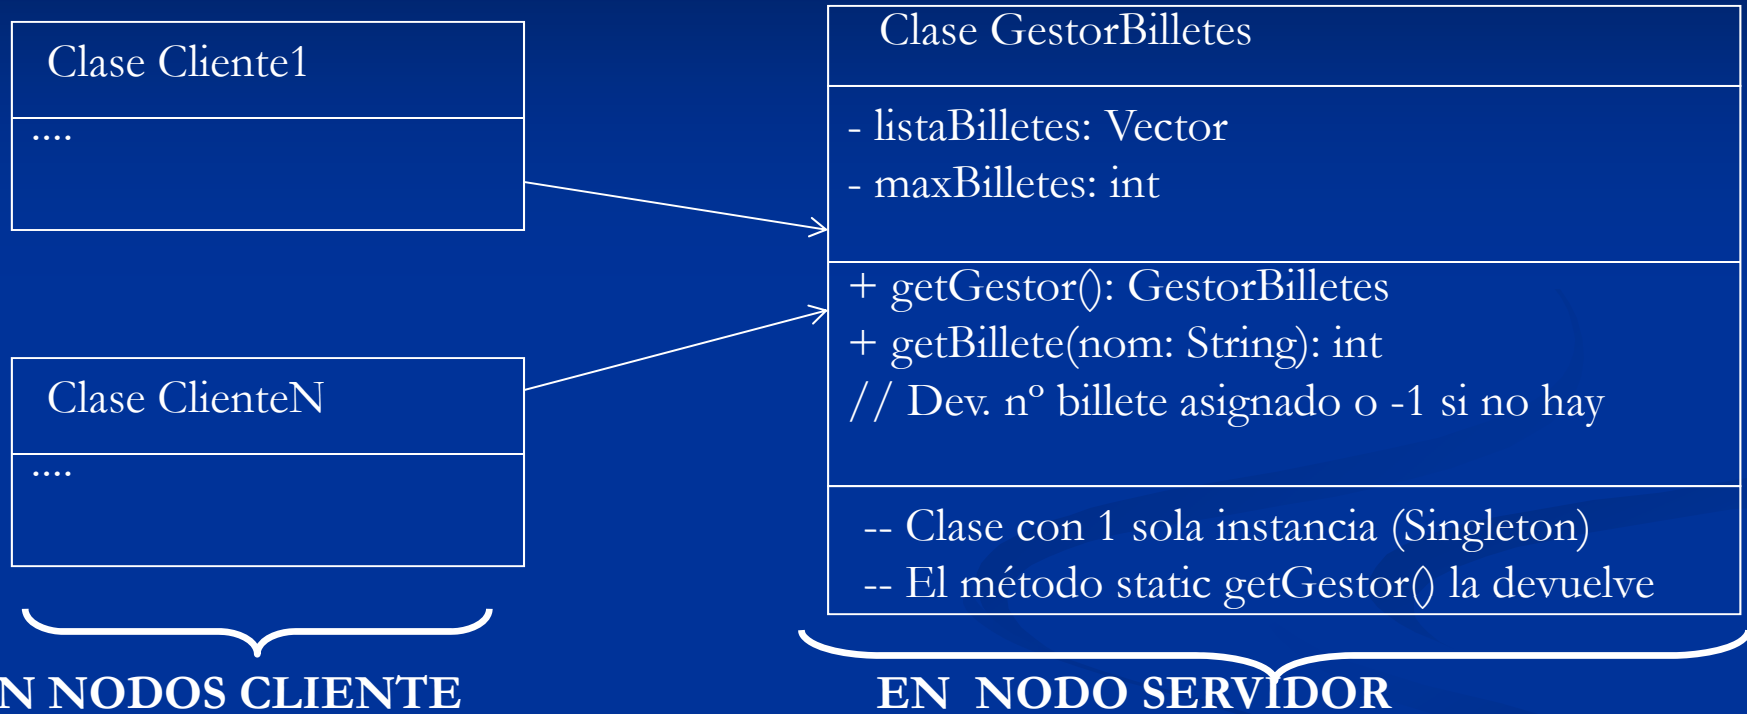 Clase Cliente1
....
Clase ClienteN
....
N NODOS CLIENTE
Clase GestorBilletes
- listaBilletes: Vector
- maxBilletes: int
+ getGestor(): GestorBilletes
+ getBillete(nom: String): int
// Dev. nº billete asignado o -1 si no hay
-- Clase con 1 sola instancia (Singleton)
-- El método static getGestor() la devuelve
EN NODO SERVIDOR